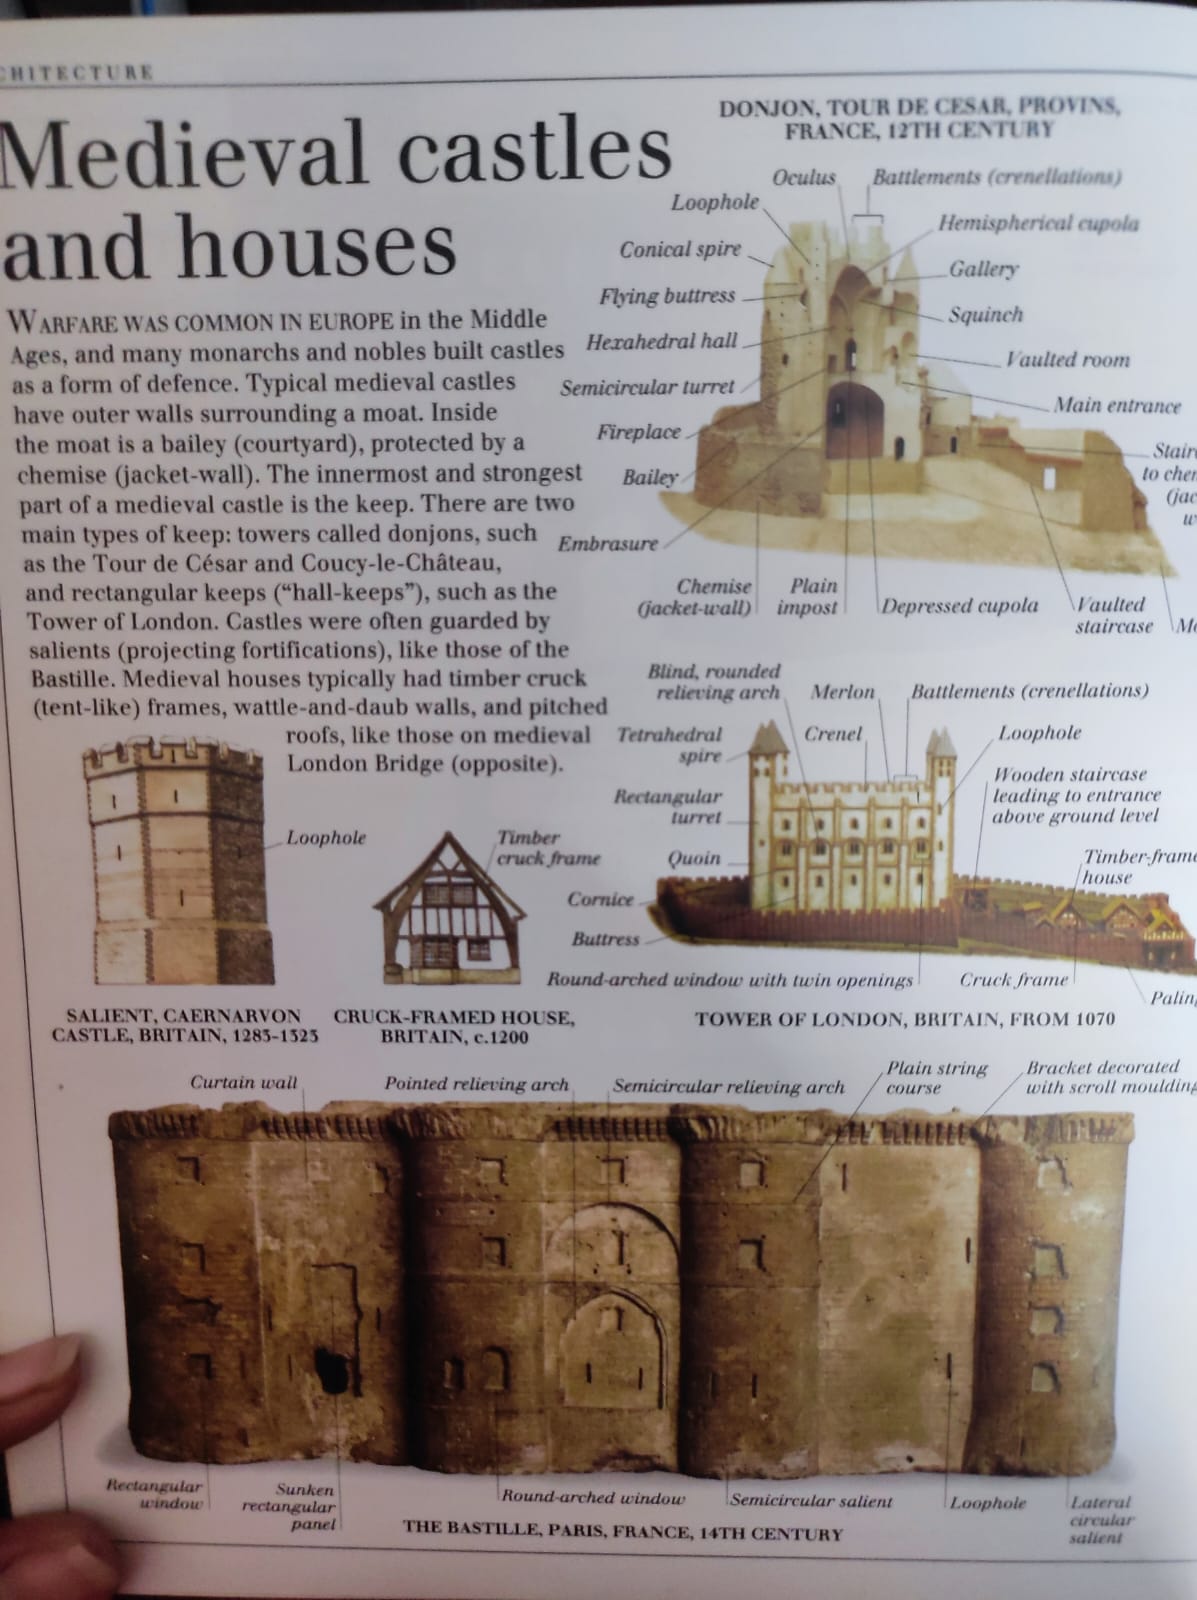 CHITECTURE
Medieval castles
and houses
WARFARE WAS COMMON IN EUROPE in the Middle
Ages, and many monarchs and nobles built castles
as a form of defence. Typical medieval castles
have outer walls surrounding a moat. Inside
the moat is a bailey (courtyard), protected by a
chemise (jacket-wall). The innermost and strongest
part of a medieval castle is the keep. There are two
main types of keep: towers called donjons, such
as the Tour de César and Coucy-le-Château,
and rectangular keeps (“hall-keeps”), such as the
Tower of London. Castles were often guarded by
salients (projecting fortifications), like those of the
Bastille. Medieval houses typically had timber cruck
(tent-like) frames, wattle-and-daub walls, and pitched
roofs, like those on medieval
London Bridge (opposite).
DONJON, TOUR DE CESAR, PROVINS,
FRANCE, 12TH CENTURY
Oculus
Battlements (crenellations)
Loophole
Hemispherical cupola
Conical spire
Gallery
Flying buttress
Squinch
Hexahedral hall
Vaulted room
Semicircular turret
Main entrance
Fireplace
Bailey
Stair
to che
(jac
w
Embrasure
Chemise
(jacket-wall)
Plain
impost
Depressed cupola
Vaulted
staircase
Mo
Blind, rounded
relieving arch
Merlon
Battlements (crenellations)
Tetrahedral
spire
Crenel
Loophole
Rectangular
turret
Wooden staircase
leading to entrance
above ground level
Quoin
Timber-frame
house
Cornice
Buttress
Round-arched window with twin openings
Cruck frame
Paling
TOWER OF LONDON, BRITAIN, FROM 1070
Loophole
Timber
cruck frame
SALIENT, CAERNARVON
CASTLE, BRITAIN, 1283-1323
CRUCK-FRAMED HOUSE,
BRITAIN, c.1200
Curtain wall
Pointed relieving arch
Semicircular relieving arch
Plain string
course
Bracket decorated
with scroll moulding
Rectangular
window
Sunken
rectangular
panel
Round-arched window
Semicircular salient
Loophole
Lateral
circular
salient
THE BASTILLE, PARIS, FRANCE, 14TH CENTURY